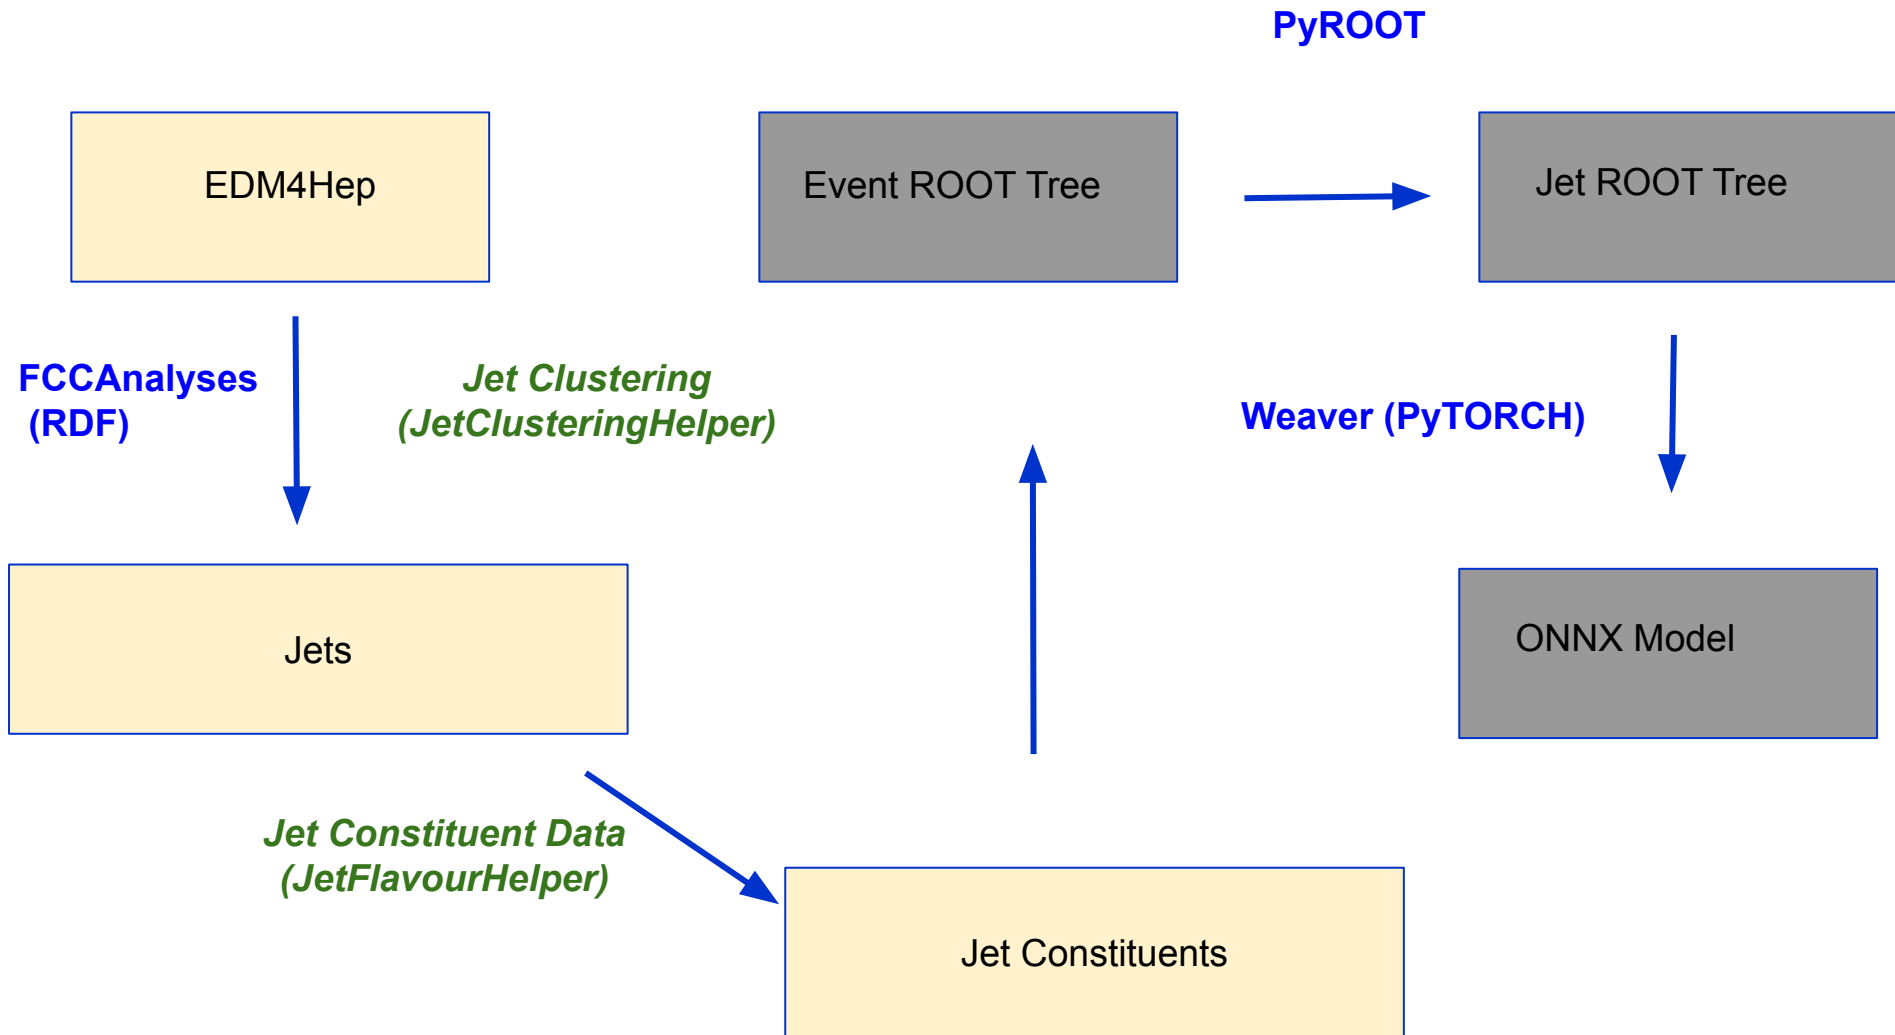 PyROOT
EDM4Hep
Event ROOT Tree
Jet ROOT Tree
FCCAnalyses
(RDF)
Jet Clustering
(JetClusteringHelper)
Weaver (PyTORCH)
Jets
ONNX Model
Jet Constituent Data
(JetFlavourHelper)
Jet Constituents